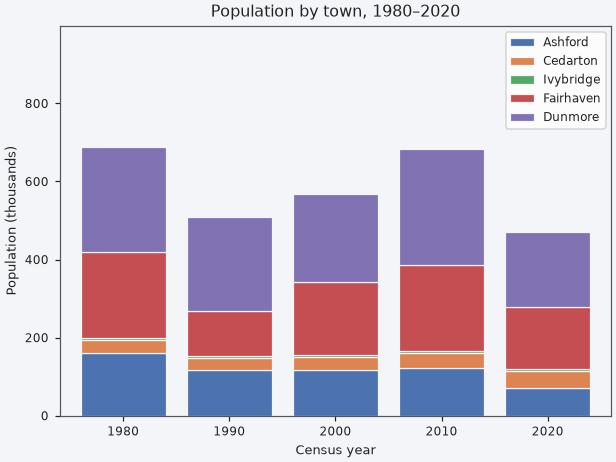 Population by town, 1980–2020
Ashford
Cedarton
Ivybridge
Fairhaven
Dunmore
800
600
400
200
0
Population (thousands)
1980 1990 2000 2010 2020
Census year